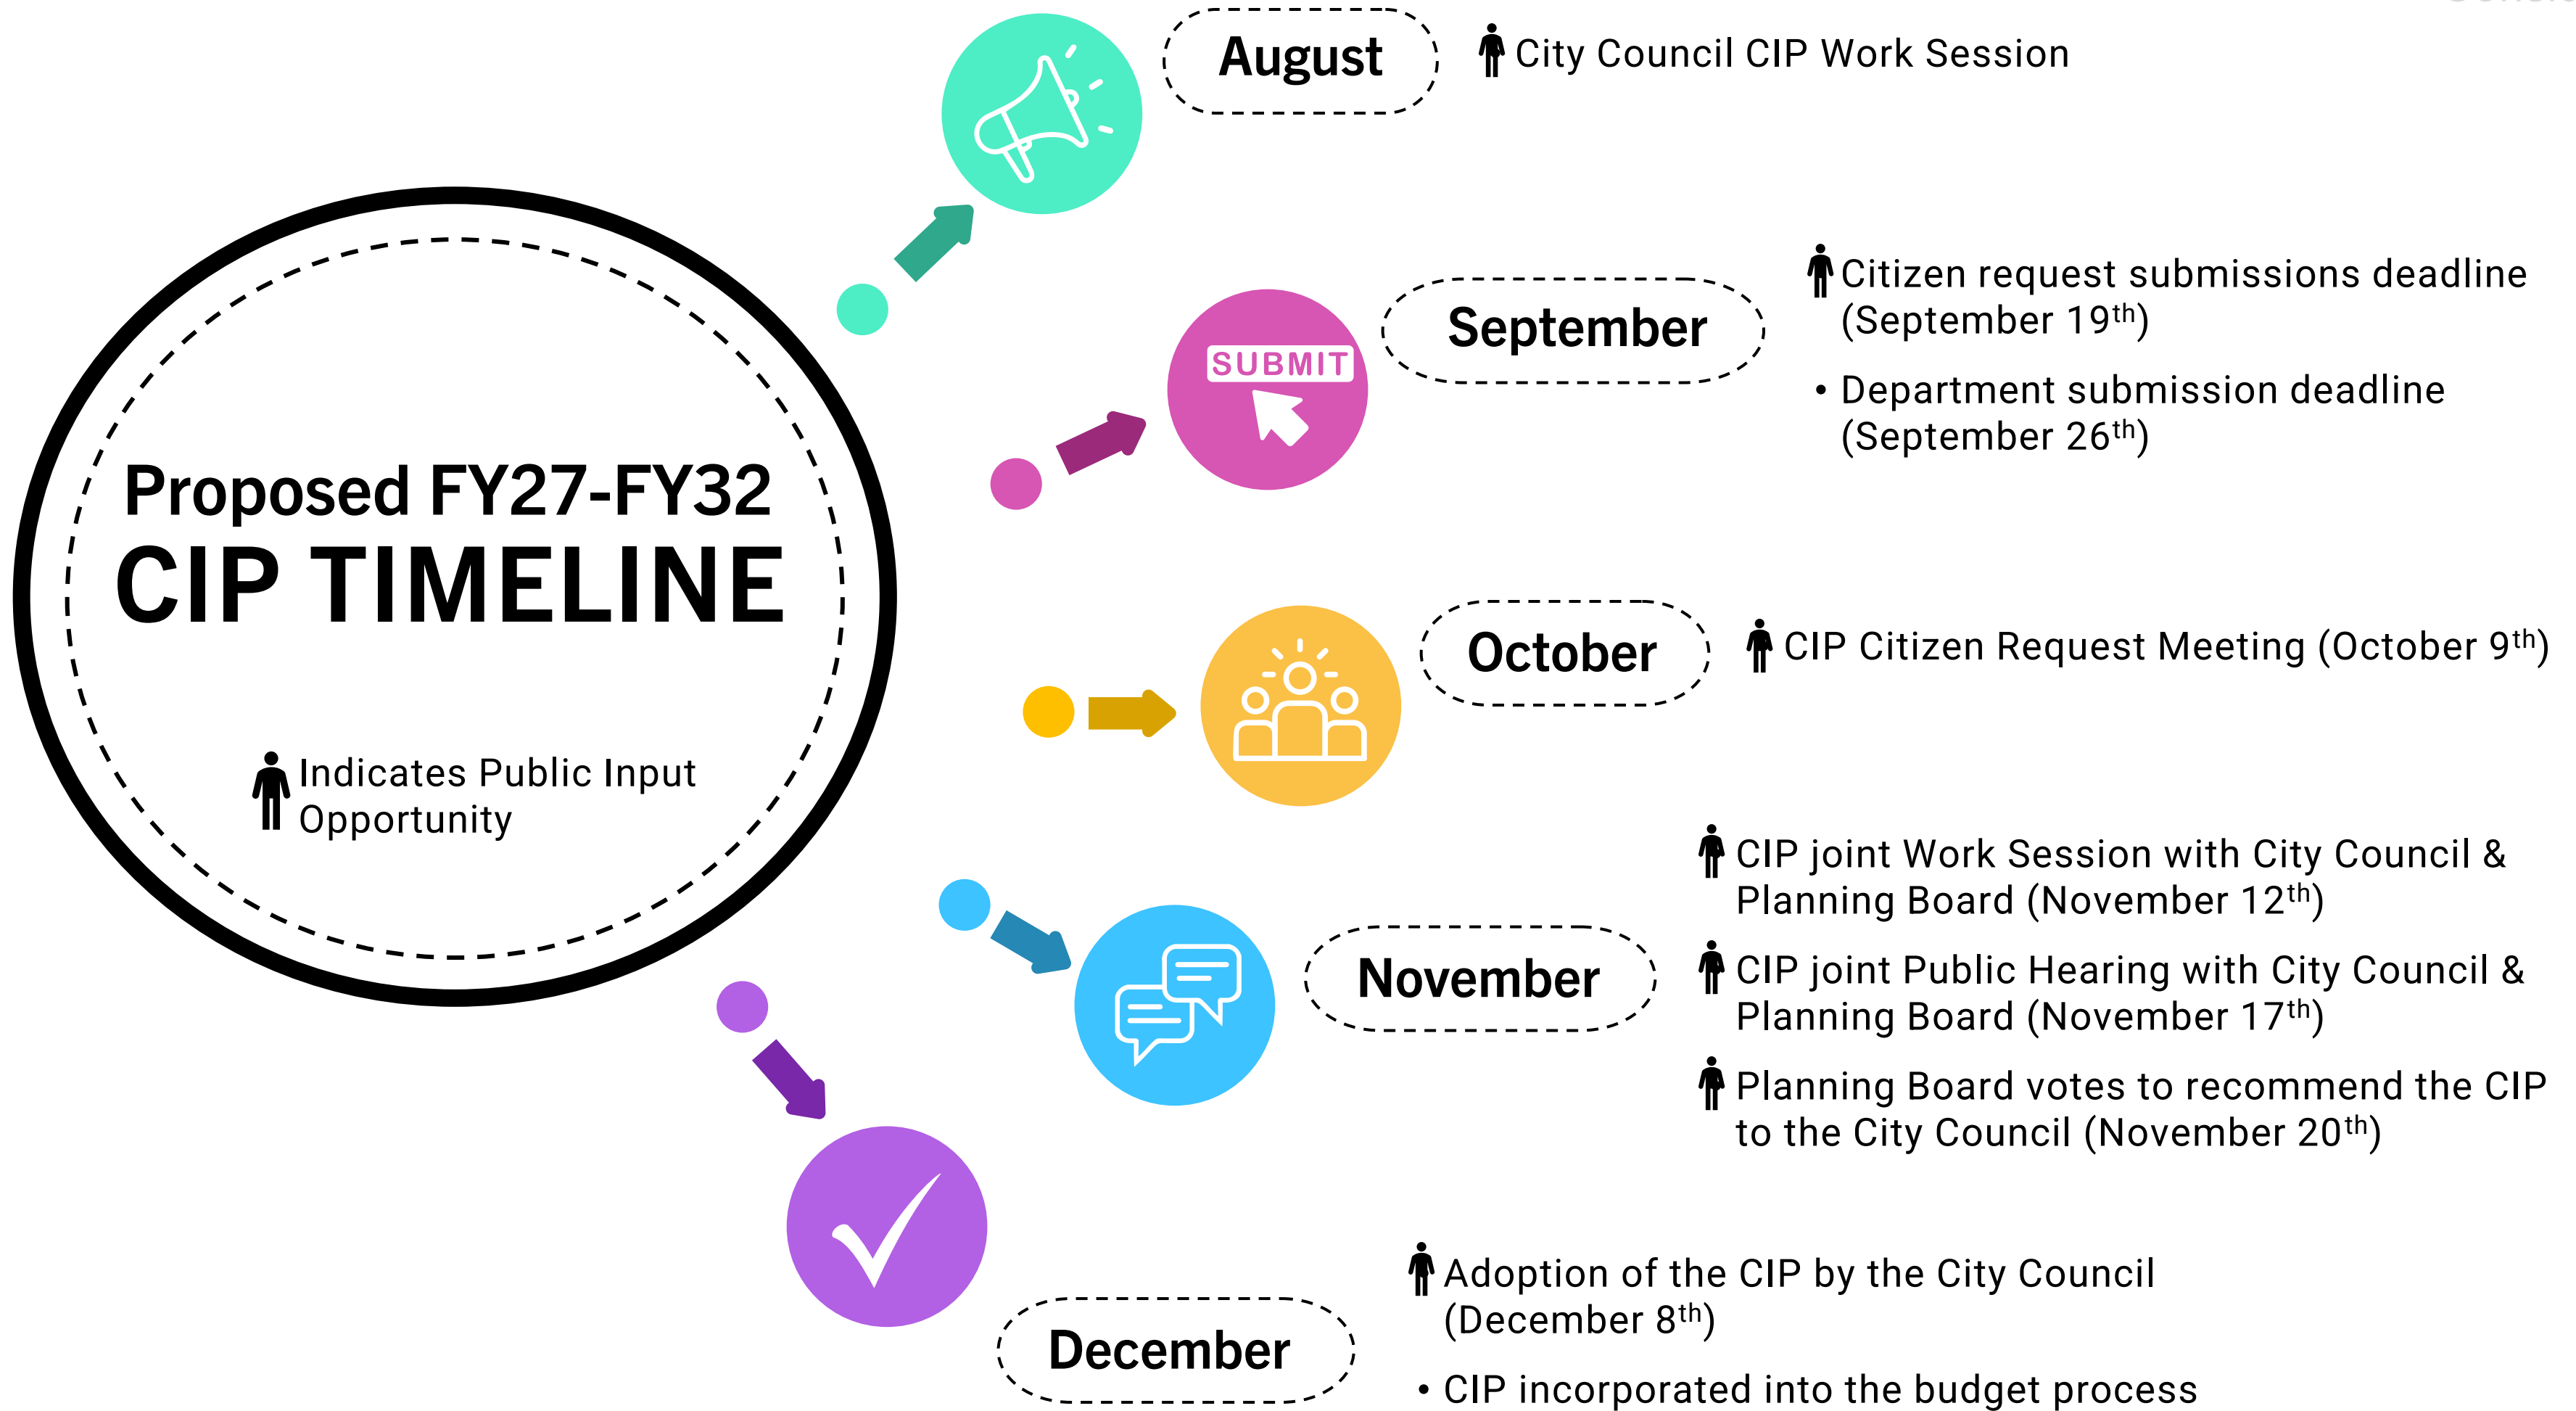 Proposed FY27-FY32
CIP TIMELINE
Indicates Public Input
Opportunity
August
City Council CIP Work Session
SUBMIT
September
Citizen request submissions deadline
(September 19th)
• Department submission deadline
(September 26th)
October
CIP Citizen Request Meeting (October 9th)
November
CIP joint Work Session with City Council &
Planning Board (November 12th)
CIP joint Public Hearing with City Council &
Planning Board (November 17th)
Planning Board votes to recommend the CIP
to the City Council (November 20th)
December
Adoption of the CIP by the City Council
(December 8th)
• CIP incorporated into the budget process